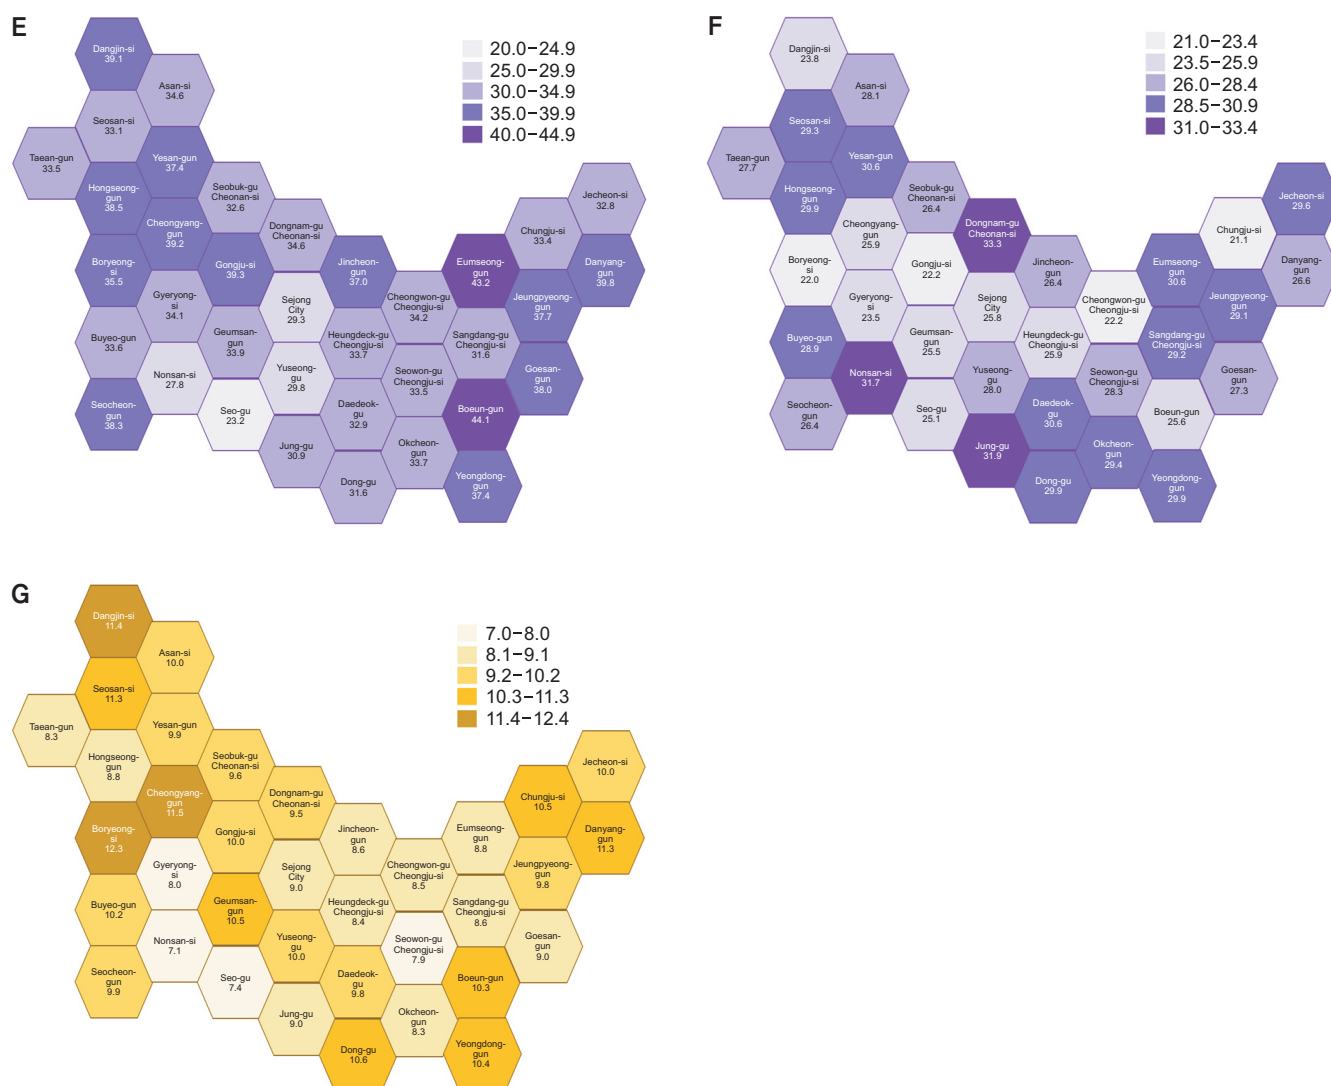 E
20.0−24.9
25.0−29.9
30.0−34.9
35.0−39.9
40.0−44.9
Dangjin-si
39.1
Asan-si
34.6
Seosan-si
33.1
Taean-gun
33.5
Yesan-gun
37.4
Hongseong-
gun
38.5
Seobuk-gu
Cheonan-si
32.6
Jecheon-si
32.8
Cheongyang-
gun
39.2
Dongnam-gu
Cheonan-si
34.6
Chungju-si
33.4
Boryeong-
si
35.5
Gongju-si
39.3
Jincheon-
gun
37.0
Eumseong-
gun
43.2
Danyang-
gun
39.8
Gyeryong-
si
34.1
Sejong
City
29.3
Cheongwon-gu
Cheongju-si
34.2
Jeungpyeong-
gun
37.7
Buyeo-gun
33.6
Geumsan-
gun
33.9
Heungdeck-gu
Cheongju-si
33.7
Sangdang-gu
Cheongju-si
31.6
Nonsan-si
27.8
Yuseong-
gu
29.8
Seowon-gu
Cheongju-si
33.5
Goesan-
gun
38.0
Seocheon-
gun
38.3
Seo-gu
23.2
Daedeok-
gu
32.9
Boeun-gun
44.1
Jung-gu
30.9
Okcheon-
gun
33.7
Dong-gu
31.6
Yeongdong-
gun
37.4
F
21.0−23.4
23.5−25.9
26.0−28.4
28.5−30.9
31.0−33.4
Dangjin-si
23.8
Asan-si
28.1
Seosan-si
29.3
Taean-gun
27.7
Yesan-gun
30.6
Hongseong-
gun
29.9
Seobuk-gu
Cheonan-si
26.4
Jecheon-si
29.6
Cheongyang-
gun
25.9
Dongnam-gu
Cheonan-si
33.3
Chungju-si
21.1
Boryeong-
si
22.0
Gongju-si
22.2
Jincheon-
gun
26.4
Eumseong-
gun
30.6
Danyang-
gun
26.6
Gyeryong-
si
23.5
Sejong
City
25.8
Cheongwon-gu
Cheongju-si
22.2
Jeungpyeong-
gun
29.1
Buyeo-gun
28.9
Geumsan-
gun
25.5
Heungdeck-gu
Cheongju-si
25.9
Sangdang-gu
Cheongju-si
29.2
Nonsan-si
31.7
Yuseong-
gu
28.0
Seowon-gu
Cheongju-si
28.3
Goesan-
gun
27.3
Seocheon-
gun
26.4
Seo-gu
25.1
Daedeok-
gu
30.6
Boeun-gun
25.6
Jung-gu
31.9
Okcheon-
gun
29.4
Dong-gu
29.9
Yeongdong-
gun
29.9
G
7.0−8.0
8.1−9.1
9.2−10.2
10.3−11.3
11.4−12.4
Dangjin-si
11.4
Asan-si
10.0
Seosan-si
11.3
Taean-gun
8.3
Yesan-gun
9.9
Hongseong-
gun
8.8
Seobuk-gu
Cheonan-si
9.6
Jecheon-si
10.0
Cheongyang-
gun
11.5
Dongnam-gu
Cheonan-si
9.5
Chungju-si
10.5
Boryeong-
si
12.3
Gongju-si
10.0
Jincheon-
gun
8.6
Eumseong-
gun
8.8
Danyang-
gun
11.3
Gyeryong-
si
8.0
Sejong
City
9.0
Cheongwon-gu
Cheongju-si
8.5
Jeungpyeong-
gun
9.8
Buyeo-gun
10.2
Geumsan-
gun
10.5
Heungdeck-gu
Cheongju-si
8.4
Sangdang-gu
Cheongju-si
8.6
Nonsan-si
7.1
Yuseong-
gu
10.0
Seowon-gu
Cheongju-si
7.9
Goesan-
gun
9.0
Seocheon-
gun
9.9
Seo-gu
7.4
Daedeok-
gu
9.8
Boeun-gun
10.3
Jung-gu
9.0
Okcheon-
gun
8.3
Dong-gu
10.6
Yeongdong-
gun
10.4